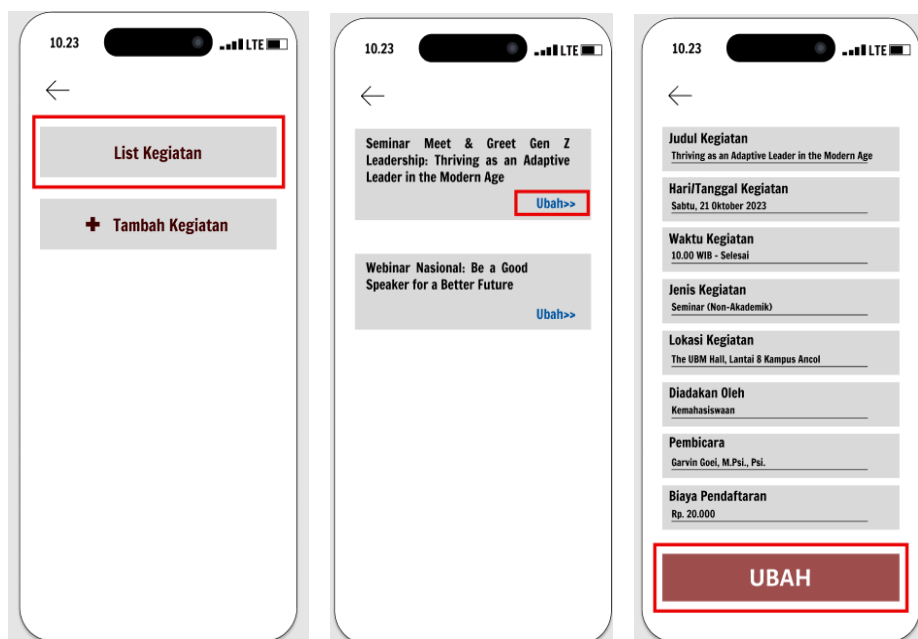 10.23
LTE
List Kegiatan
+ Tambah Kegiatan
10.23
LTE
Seminar Meet & Greet Gen Z
Leadership: Thriving as an Adaptive
Leader in the Modern Age
Ubah>>
Webinar Nasional: Be a Good
Speaker for a Better Future
Ubah>>
10.23
LTE
Judul Kegiatan
Thriving as an Adaptive Leader in the Modern Age
Hari/Tanggal Kegiatan
Sabtu, 21 Oktober 2023
Waktu Kegiatan
10.00 WIB - Selesai
Jenis Kegiatan
Seminar (Non-Akademik)
Lokasi Kegiatan
The UBM Hall, Lantai 8 Kampus Ancol
Diadakan Oleh
Kemahasiswaan
Pembicara
Garvin Goei, M.Psi., Psi.
Biaya Pendaftaran
Rp. 20.000
UBAH